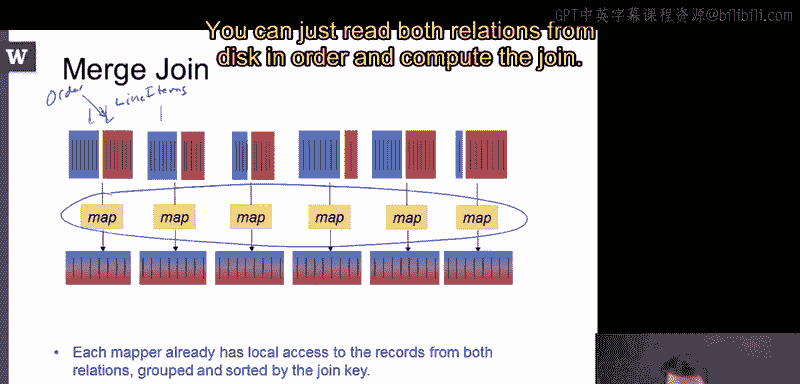 GPT中英字幕课程资源@bilibili.com
You can just read both relations from
disk in order and compute the join.
W
Merge Join
Order
LineItems
map map map map map map
• Each mapper already has local access to the records from both
relations, grouped and sorted by the join key.